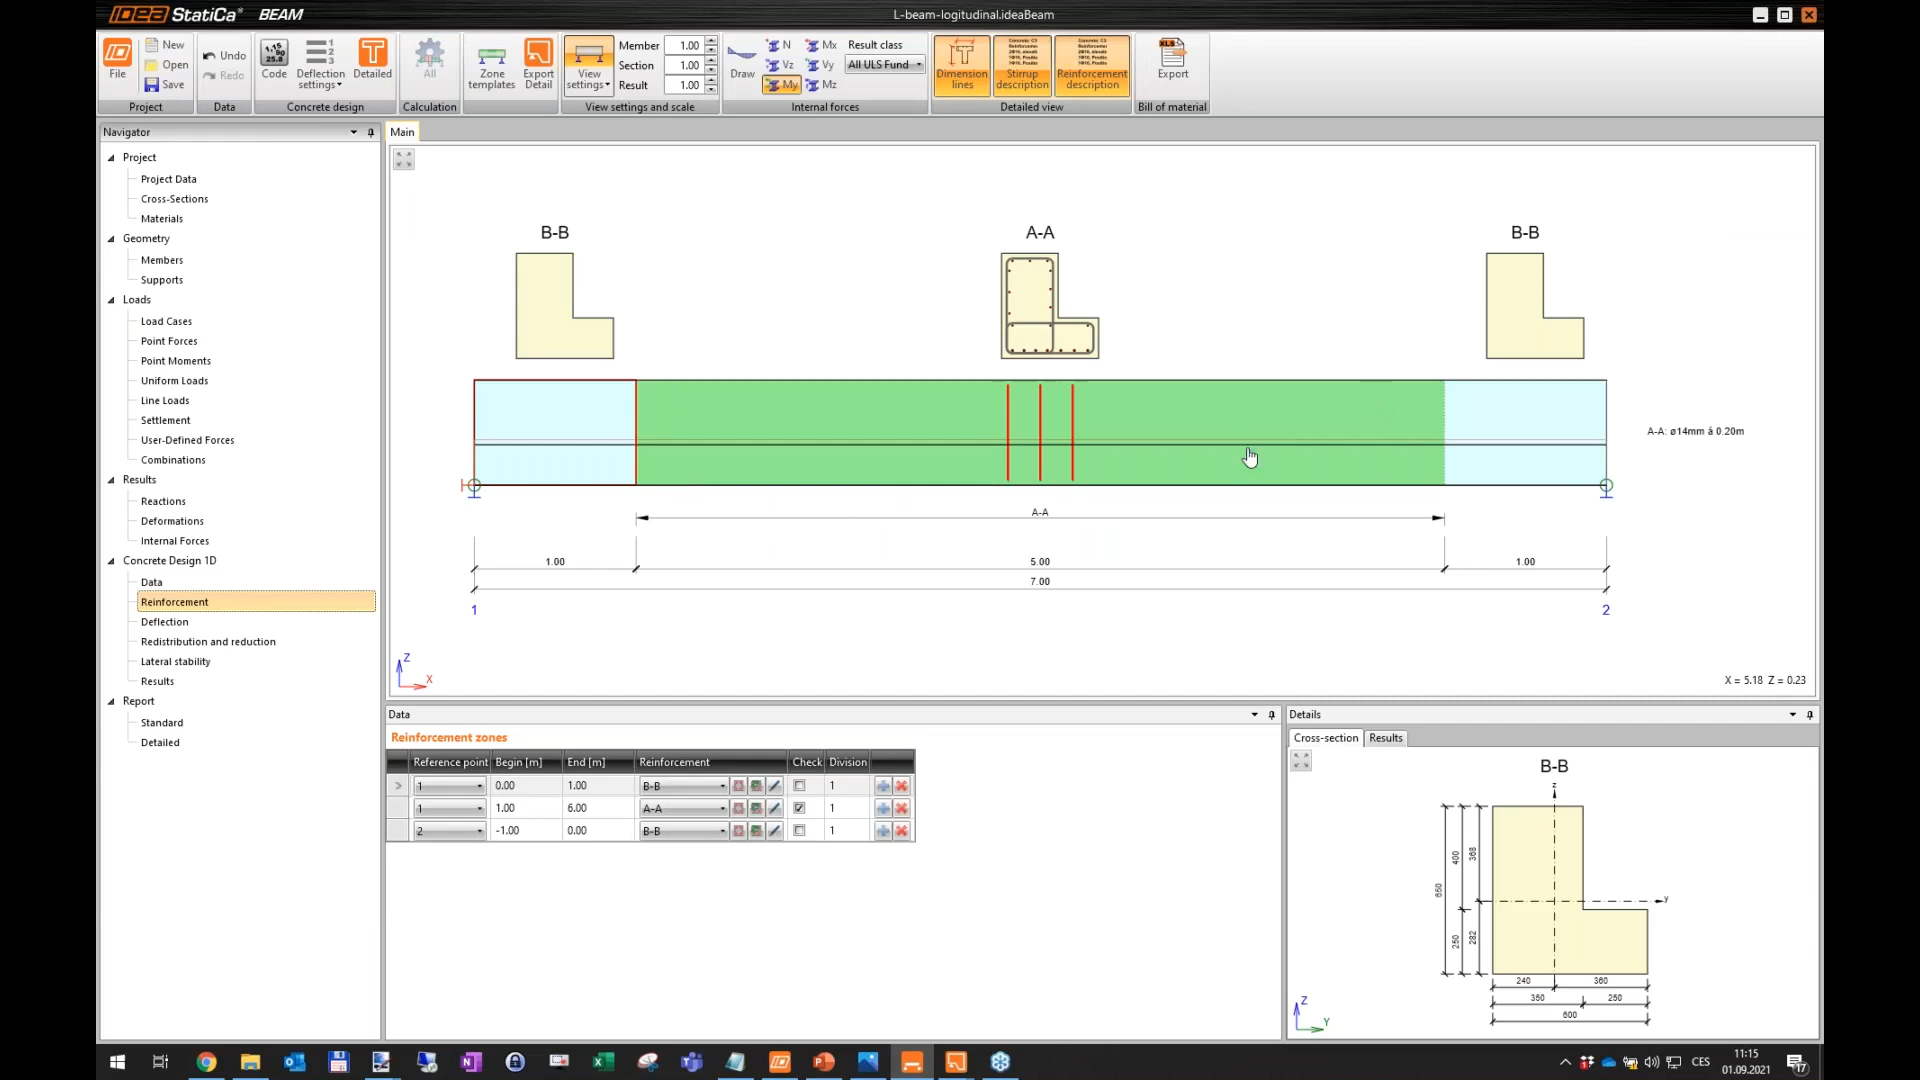 IDEA StatiCa® BEAM
L-beam-logitudinal.ideaBeam
File
New
Open
Save
Project
Undo
Redo
Data
Code
Deflection settings
Detailed
Concrete design
All
Calculation
Zone templates
Export Detail
View settings
Member 1.00
Section 1.00
Result 1.00
View settings and scale
Draw
N Mx
Vz Vy
My Mz
Result class
All ULS Fund
Internal forces
Dimension lines
Stirrup description
Reinforcement description
Detailed view
XLS
Export
Bill of material
Navigator
Project
Project Data
Cross-Sections
Materials
Geometry
Members
Supports
Loads
Load Cases
Point Forces
Point Moments
Uniform Loads
Line Loads
Settlement
User-Defined Forces
Combinations
Results
Reactions
Deformations
Internal Forces
Concrete Design 1D
Data
Reinforcement
Deflection
Redistribution and reduction
Lateral stability
Results
Report
Standard
Detailed
Main
B-B A-A B-B
A-A: ø14mm á 0.20m
A-A
1.00 5.00 1.00
7.00
1 2
Z
X
X = 5.18 Z = 0.23
Data
Reinforcement zones
Reference point Begin [m] End [m] Reinforcement Check Division
1 0.00 1.00 B-B 1
1 1.00 6.00 A-A 1
2 -1.00 0.00 B-B 1
Details
Cross-section Results
B-B
z
y
650
400
250
368
282
240 360
350 250
600
Z
Y
CES
11:15
01.09.2021
17